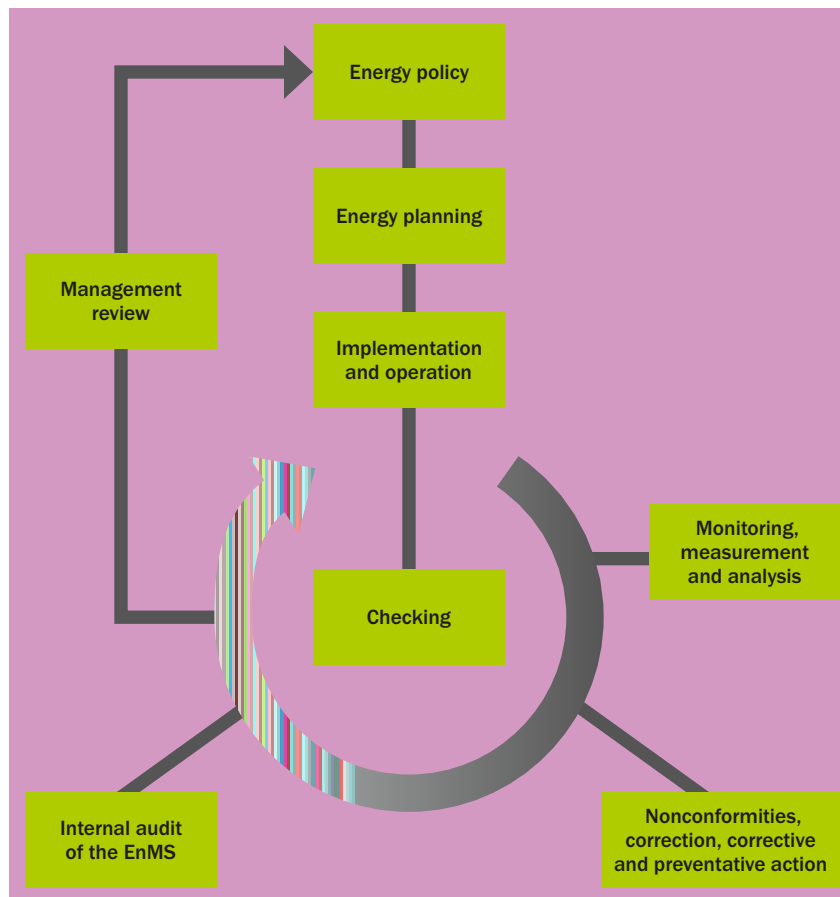 Energy policy
Energy planning
Management
review
Implementation
and operation
Monitoring,
measurement
and analysis
Checking
Internal audit
of the EnMS
Nonconformities,
correction, corrective
and preventative action